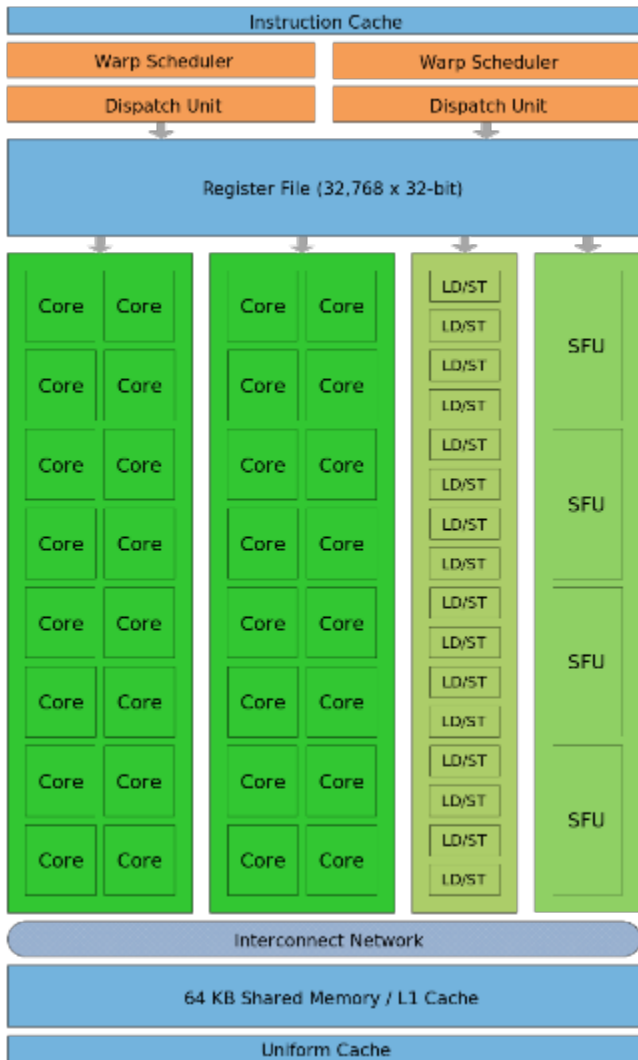 Instruction Cache
Warp Scheduler Warp Scheduler
Dispatch Unit Dispatch Unit
Register File (32,768 x 32-bit)
Core Core Core Core LD/ST SFU
LD/ST
Core Core Core Core LD/ST
LD/ST
Core Core Core Core LD/ST SFU
LD/ST
Core Core Core Core LD/ST
LD/ST
Core Core Core Core LD/ST SFU
LD/ST
Core Core Core Core LD/ST
LD/ST
Core Core Core Core LD/ST SFU
LD/ST
Core Core Core Core LD/ST
LD/ST
Interconnect Network
64 KB Shared Memory / L1 Cache
Uniform Cache